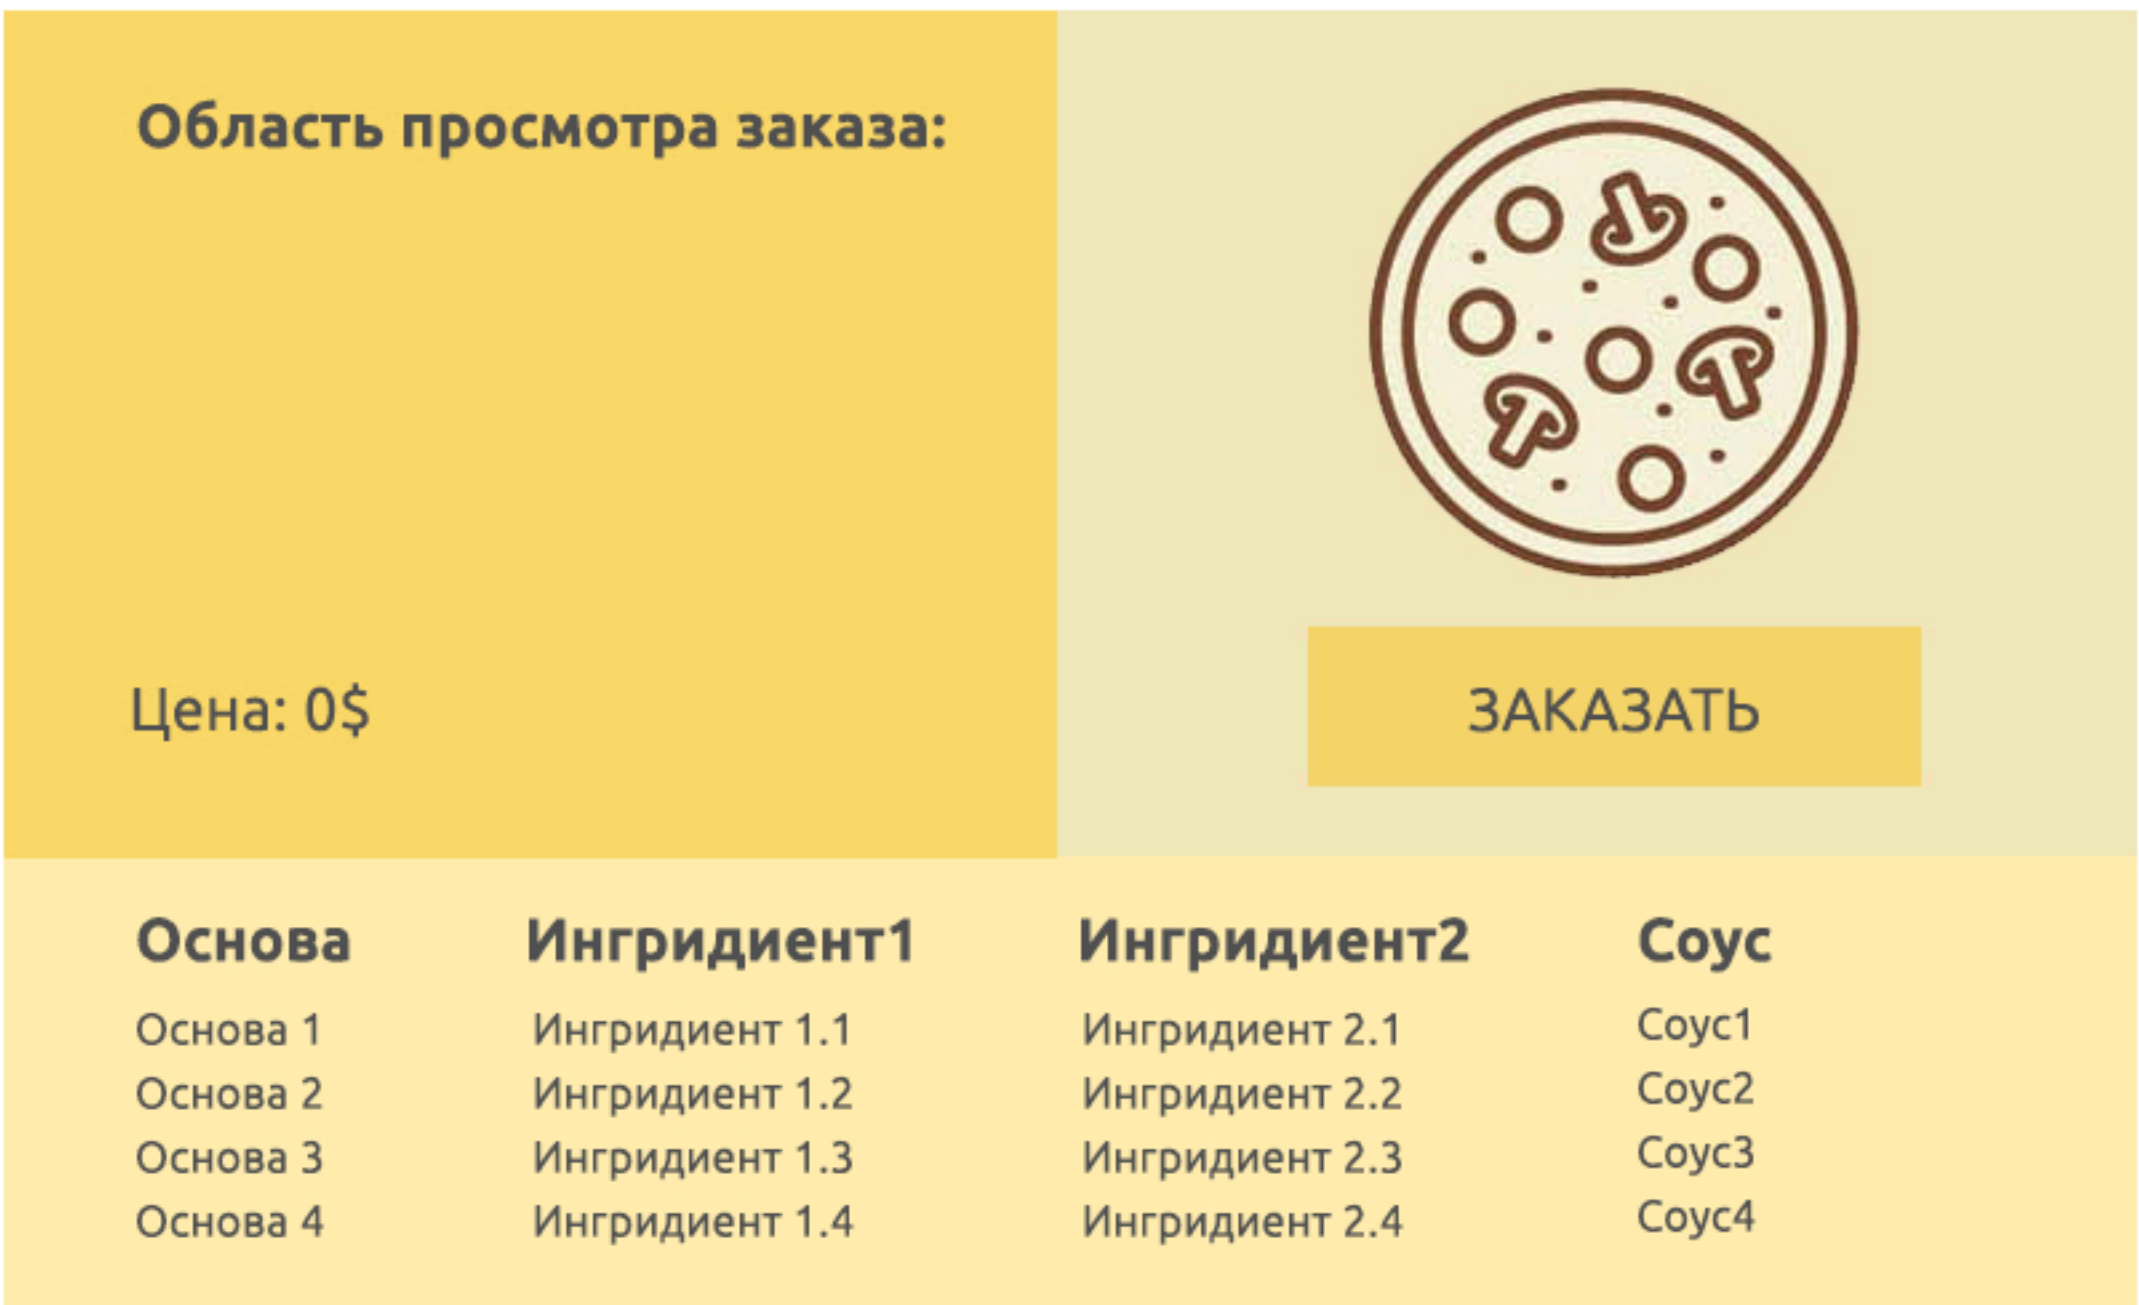 Область просмотра заказа:
Цена: 0$
ЗАКАЗАТЬ
Основа
Основа 1
Основа 2
Основа 3
Основа 4
Ингридиент1
Ингридиент 1.1
Ингридиент 1.2
Ингридиент 1.3
Ингридиент 1.4
Ингридиент2
Ингридиент 2.1
Ингридиент 2.2
Ингридиент 2.3
Ингридиент 2.4
Соус
Соус1
Соус2
Соус3
Соус4